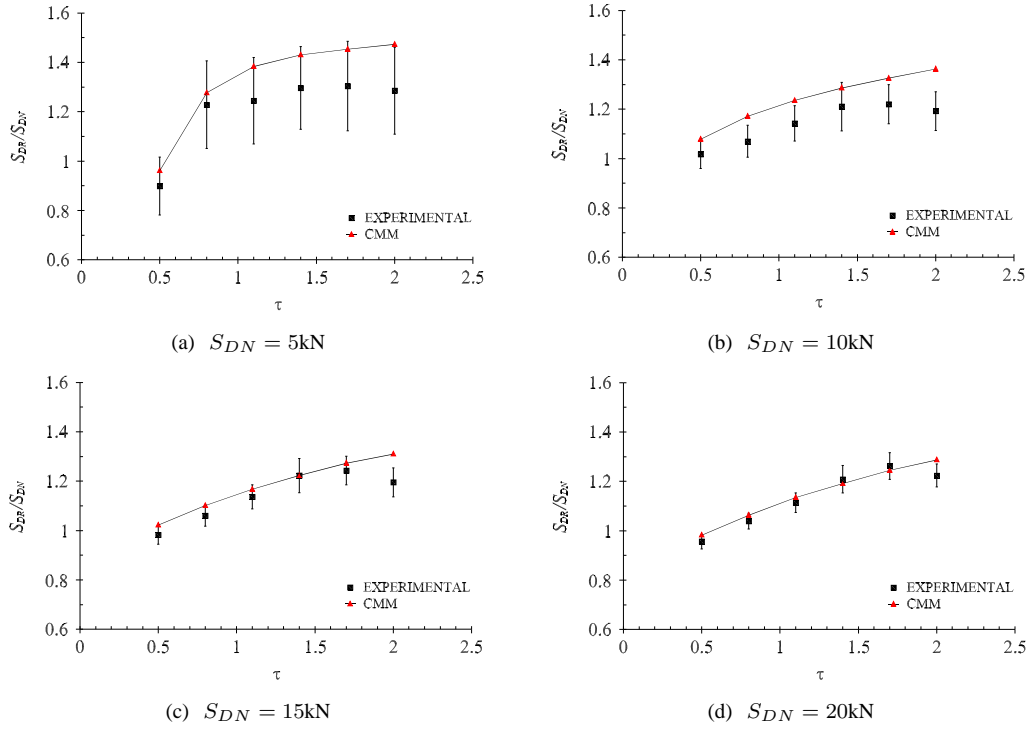 1.6
1.4
1.2
1
0.8
0.6
S_DR/S_DN
0 0.5 1 1.5 2 2.5
τ
EXPERIMENTAL
CMM
(a) S_DN = 5kN
1.6
1.4
1.2
1
0.8
0.6
S_DR/S_DN
0 0.5 1 1.5 2 2.5
τ
EXPERIMENTAL
CMM
(b) S_DN = 10kN
1.6
1.4
1.2
1
0.8
0.6
S_DR/S_DN
0 0.5 1 1.5 2 2.5
τ
EXPERIMENTAL
CMM
(c) S_DN = 15kN
1.6
1.4
1.2
1
0.8
0.6
S_DR/S_DN
0 0.5 1 1.5 2 2.5
τ
EXPERIMENTAL
CMM
(d) S_DN = 20kN